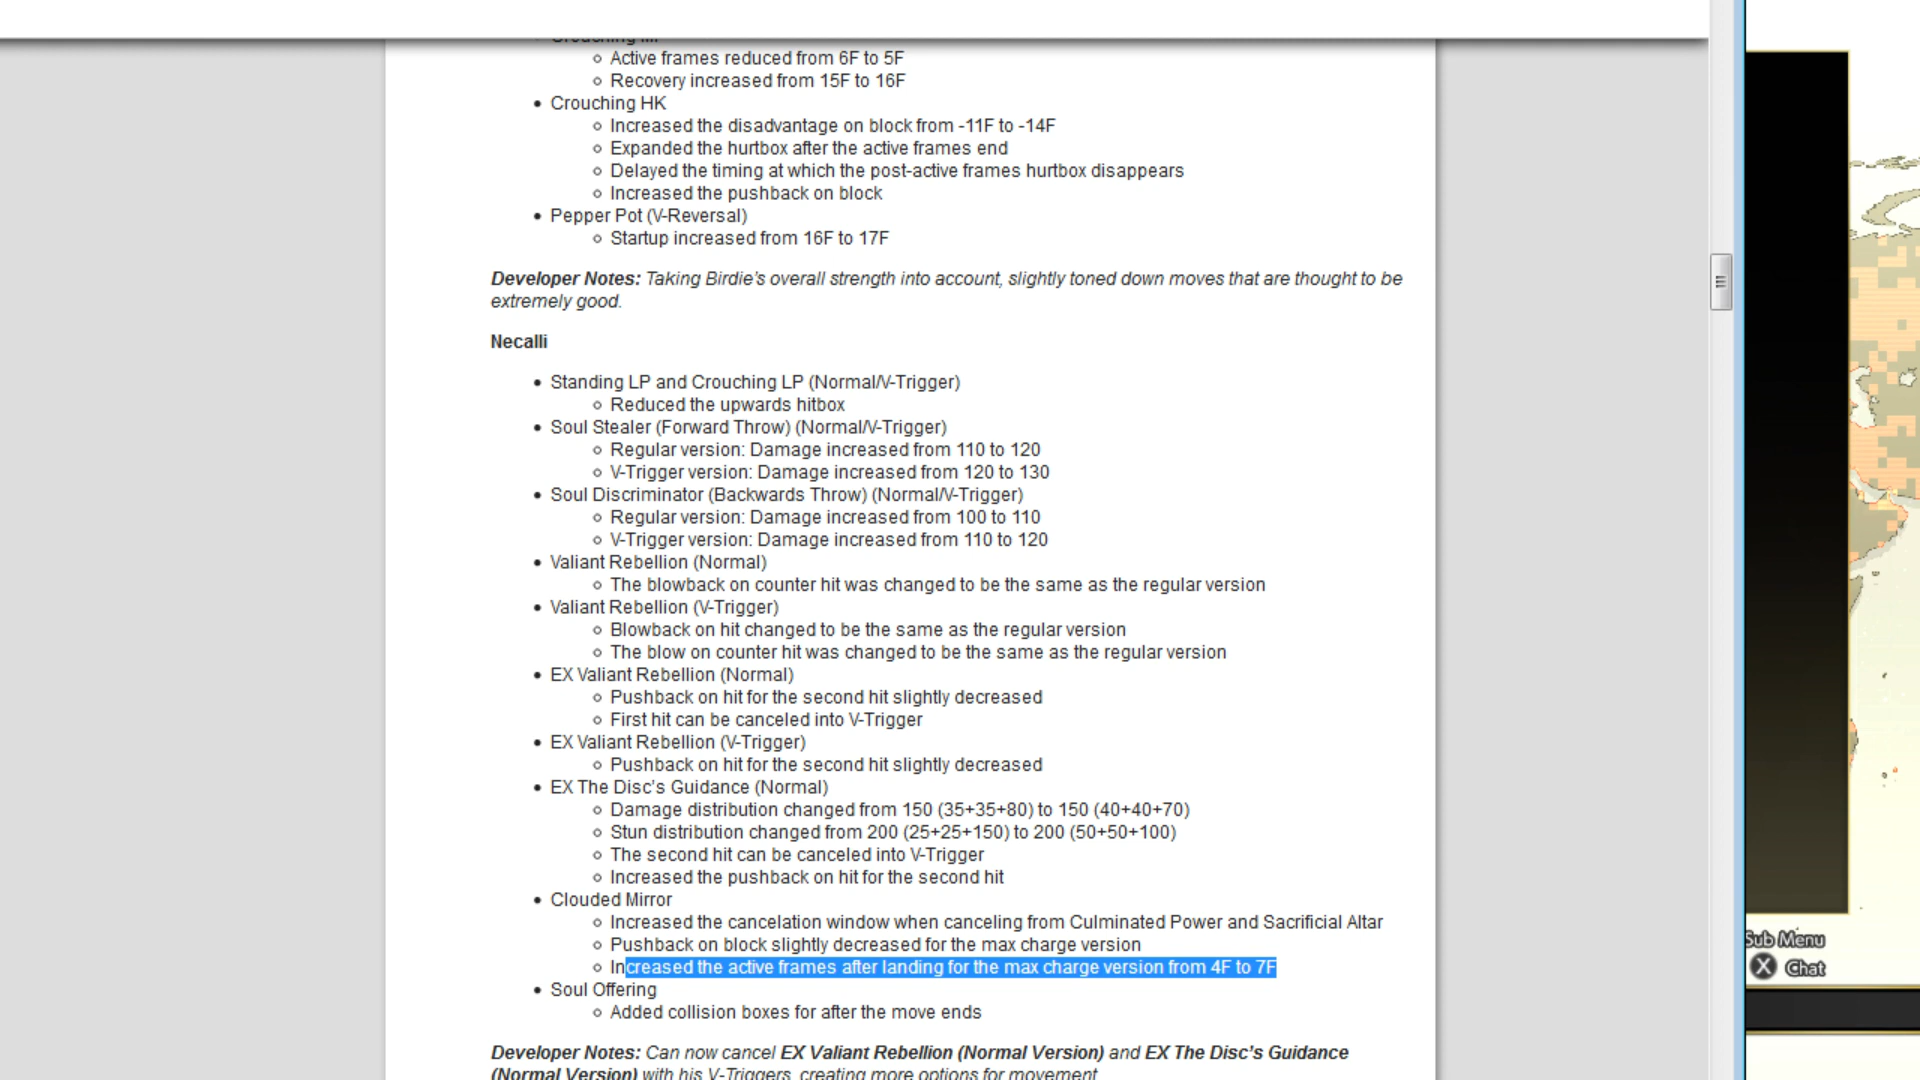 Active frames reduced from 6F to 5F
Recovery increased from 15F to 16F
Crouching HK
Increased the disadvantage on block from -11F to -14F
Expanded the hurtbox after the active frames end
Delayed the timing at which the post-active frames hurtbox disappears
Increased the pushback on block
Pepper Pot (V-Reversal)
Startup increased from 16F to 17F
Developer Notes: Taking Birdie's overall strength into account, slightly toned down moves that are thought to be
extremely good.
Necalli
Standing LP and Crouching LP (Normal/V-Trigger)
Reduced the upwards hitbox
Soul Stealer (Forward Throw) (Normal/V-Trigger)
Regular version: Damage increased from 110 to 120
V-Trigger version: Damage increased from 120 to 130
Soul Discriminator (Backwards Throw) (Normal/V-Trigger)
Regular version: Damage increased from 100 to 110
V-Trigger version: Damage increased from 110 to 120
Valiant Rebellion (Normal)
The blowback on counter hit was changed to be the same as the regular version
Valiant Rebellion (V-Trigger)
Blowback on hit changed to be the same as the regular version
The blow on counter hit was changed to be the same as the regular version
EX Valiant Rebellion (Normal)
Pushback on hit for the second hit slightly decreased
First hit can be canceled into V-Trigger
EX Valiant Rebellion (V-Trigger)
Pushback on hit for the second hit slightly decreased
EX The Disc's Guidance (Normal)
Damage distribution changed from 150 (35+35+80) to 150 (40+40+70)
Stun distribution changed from 200 (25+25+150) to 200 (50+50+100)
The second hit can be canceled into V-Trigger
Increased the pushback on hit for the second hit
Clouded Mirror
Increased the cancelation window when canceling from Culminated Power and Sacrificial Altar
Pushback on block slightly decreased for the max charge version
Increased the active frames after landing for the max charge version from 4F to 7F
Soul Offering
Added collision boxes for after the move ends
Developer Notes: Can now cancel EX Valiant Rebellion (Normal Version) and EX The Disc's Guidance
(Normal Version) with his V-Triggers, creating more options for movement
Sub Menu
X Chat